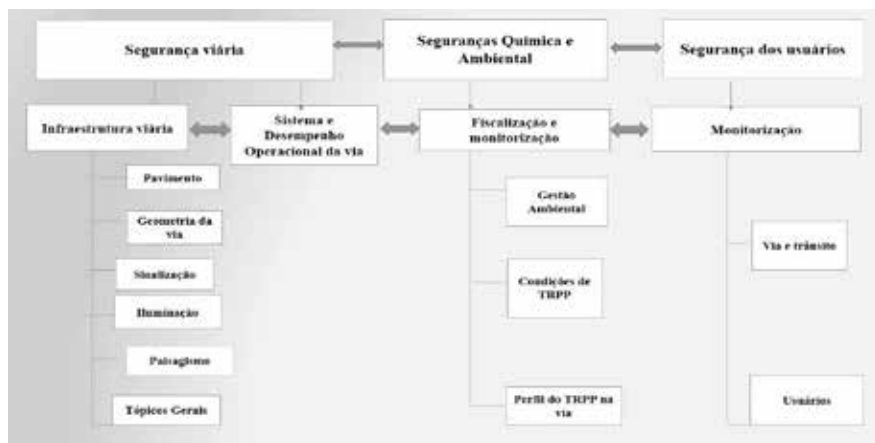 Segurança viária
Seguranças Química e
Ambiental
Segurança dos usuários
Infraestrutura viária
Sistema e
Desempenho
Operacional da via
Fiscalização e
monitorização
Monitorização
Pavimento
Geometria da
via
Sinalização
Iluminação
Paisagismo
Tópicos Gerais
Gestão
Ambiental
Condições de
TRPP
Perfil do TRPP na
via
Via e trânsito
Usuários